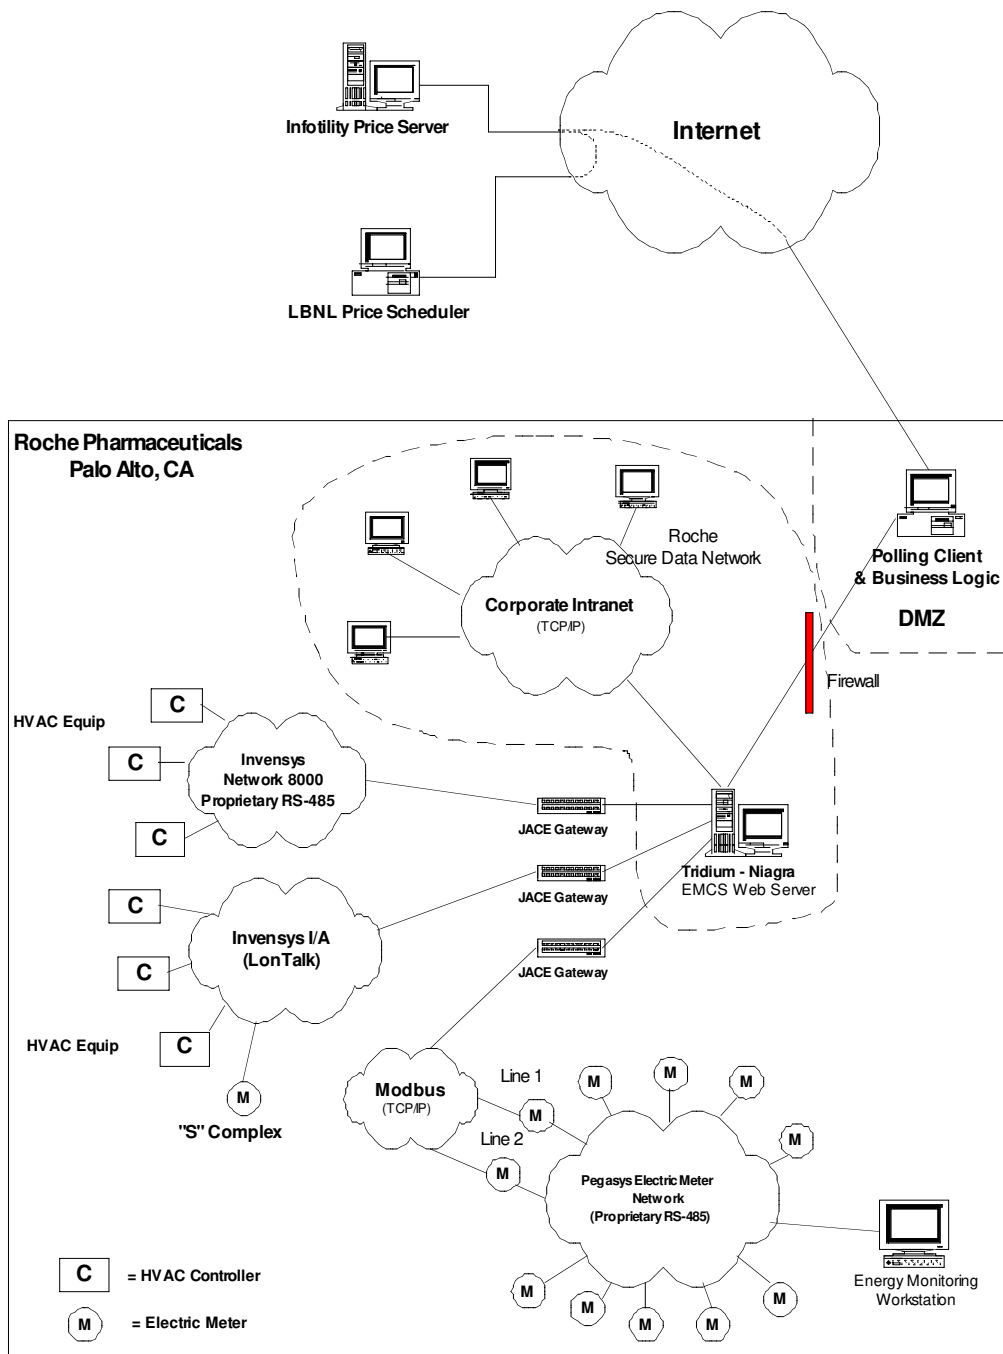 Infotility Price Server
Internet
LBNL Price Scheduler
Roche Pharmaceuticals
Palo Alto, CA
Roche
Secure Data Network
Polling Client
& Business Logic
DMZ
Corporate Intranet
(TCP/IP)
Firewall
HVAC Equip
C
C
C
Invensys
Network 8000
Proprietary RS-485
JACE Gateway
Tridium - Niagra
EMCS Web Server
JACE Gateway
C
C
C
Invensys I/A
(LonTalk)
JACE Gateway
HVAC Equip
M
"S" Complex
Modbus
(TCP/IP)
Line 1
M
Line 2
M
M
M
M
M
Pegasys Electric Meter
Network
(Proprietary RS-485)
M
M
M
M
M
Energy Monitoring
Workstation
C = HVAC Controller
M = Electric Meter